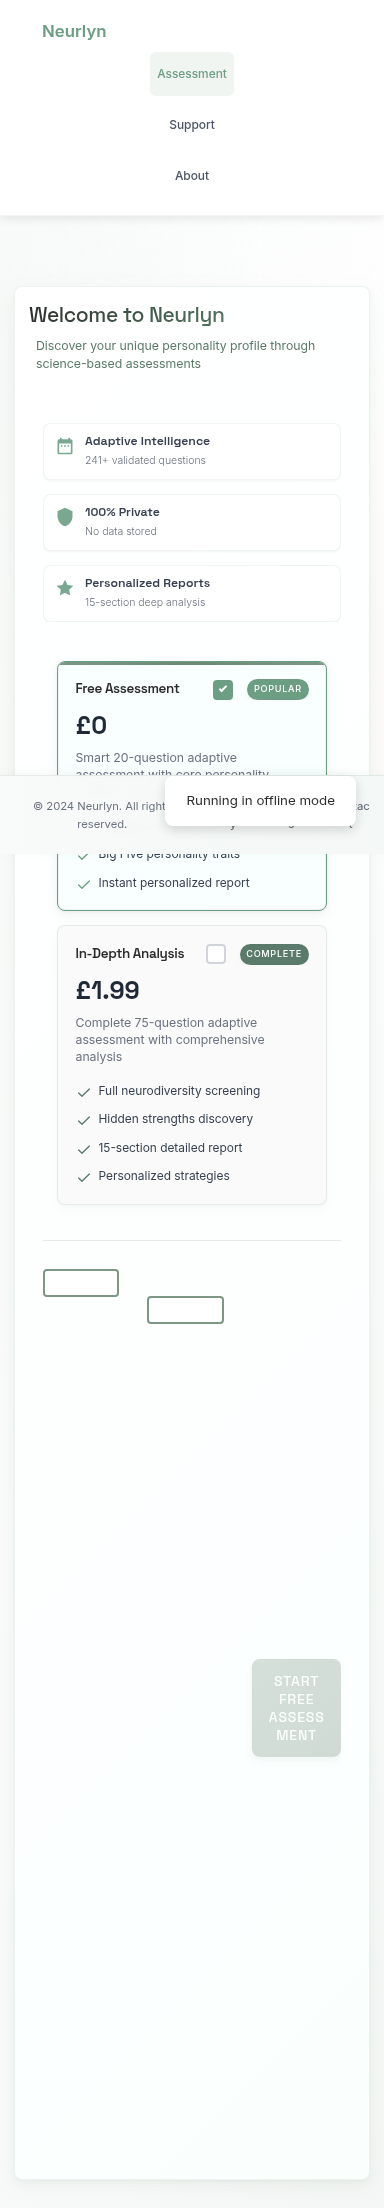 Neurlyn
Assessment
Support
About
Welcome to Neurlyn
Discover your unique personality profile through
science-based assessments
Adaptive Intelligence
241+ validated questions
100% Private
No data stored
Personalized Reports
15-section deep analysis
Free Assessment
POPULAR
£0
Smart 20-question adaptive
assessment with core personality
© 2024 Neurlyn. All
reserved.
Running in offline mode
Big Five personality traits
Instant personalized report
In-Depth Analysis
COMPLETE
£1.99
Complete 75-question adaptive
assessment with comprehensive
analysis
Full neurodiversity screening
Hidden strengths discovery
15-section detailed report
Personalized strategies
START
FREE
ASSESS
MENT